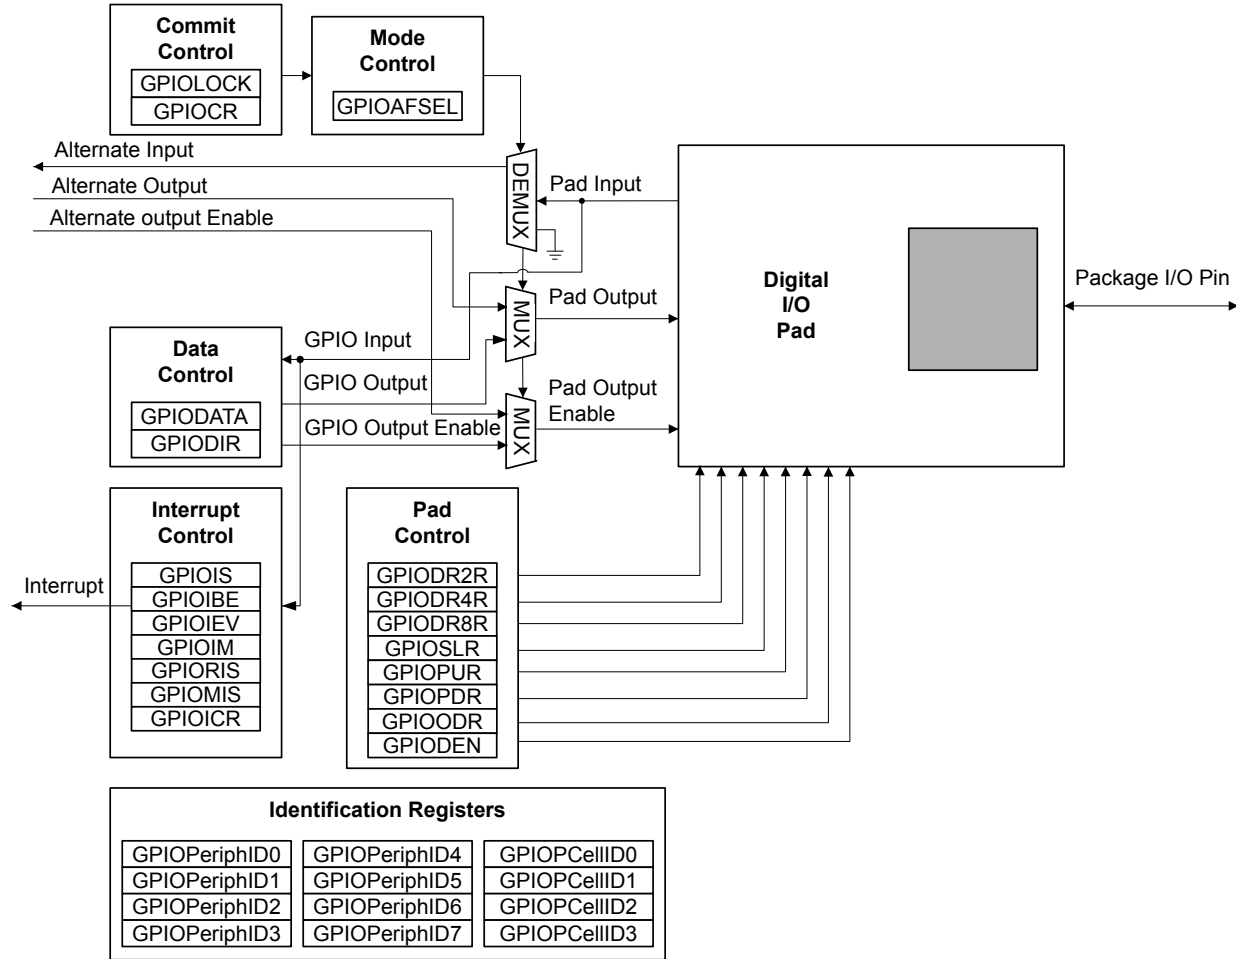 Commit
Control
GPIOLOCK
GPIOCR
Mode
Control
GPIOAFSEL
Alternate Input
Alternate Output
Alternate output Enable
DEMUX
Pad Input
Digital
I/O
Pad
Package I/O Pin
MUX
Pad Output
Data
Control
GPIODATA
GPIODIR
GPIO Input
GPIO Output
GPIO Output Enable
MUX
Pad Output
Enable
Interrupt
Control
GPIOIS
GPIOIBE
GPIOIEV
GPIOIM
GPIORIS
GPIOMIS
GPIOICR
Interrupt
Pad
Control
GPIODR2R
GPIODR4R
GPIODR8R
GPIOSLR
GPIOPUR
GPIOPDR
GPIOODR
GPIODEN
Identification Registers
GPIOPeriphID0
GPIOPeriphID1
GPIOPeriphID2
GPIOPeriphID3
GPIOPeriphID4
GPIOPeriphID5
GPIOPeriphID6
GPIOPeriphID7
GPIOPCellID0
GPIOPCellID1
GPIOPCellID2
GPIOPCellID3